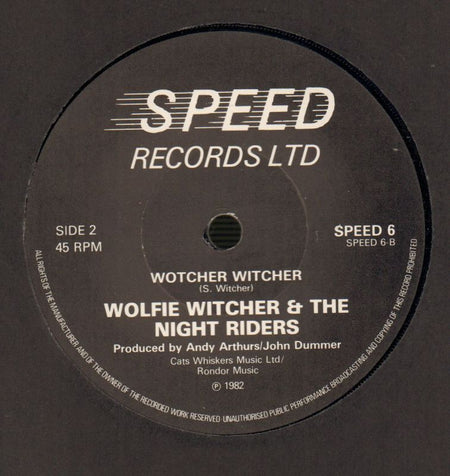 SPEED
RECORDS LTD
SIDE 2
45 RPM
SPEED 6
SPEED 6-B
WOTCHER WITCHER
(S. Witcher)
WOLFIE WITCHER & THE
NIGHT RIDERS
Produced by Andy Arthurs/John Dummer
Cats Whiskers Music Ltd/
Rondor Music
℗ 1982
ALL RIGHTS OF THE MANUFACTURER AND OF THE OWNER OF THE RECORDED WORK RESERVED·UNAUTHORISED PUBLIC PERFORMANCE BROADCASTING AND COPYING OF THIS RECORD PROHIBITED